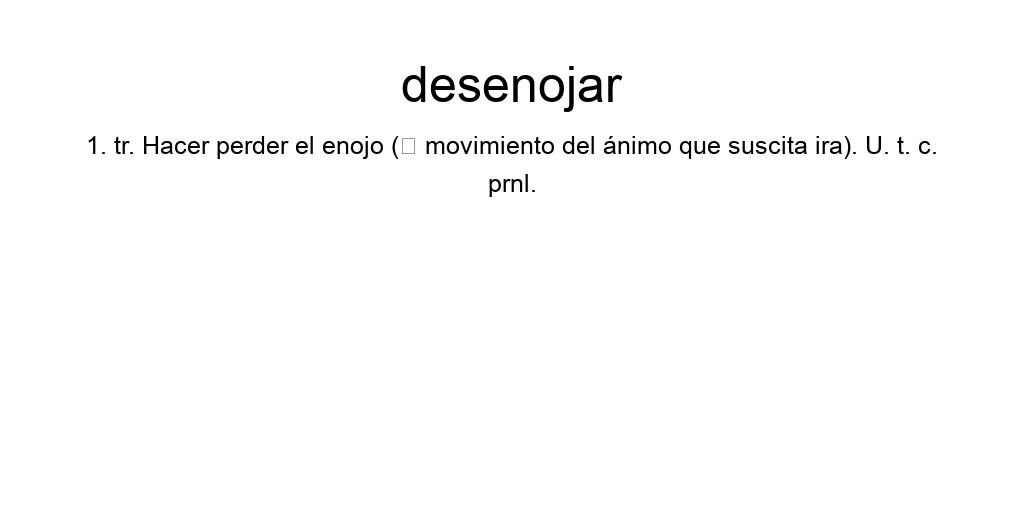 desenojar
1. tr. Hacer perder el enojo (‖ movimiento del ánimo que suscita ira). U. t. c.
prnl.